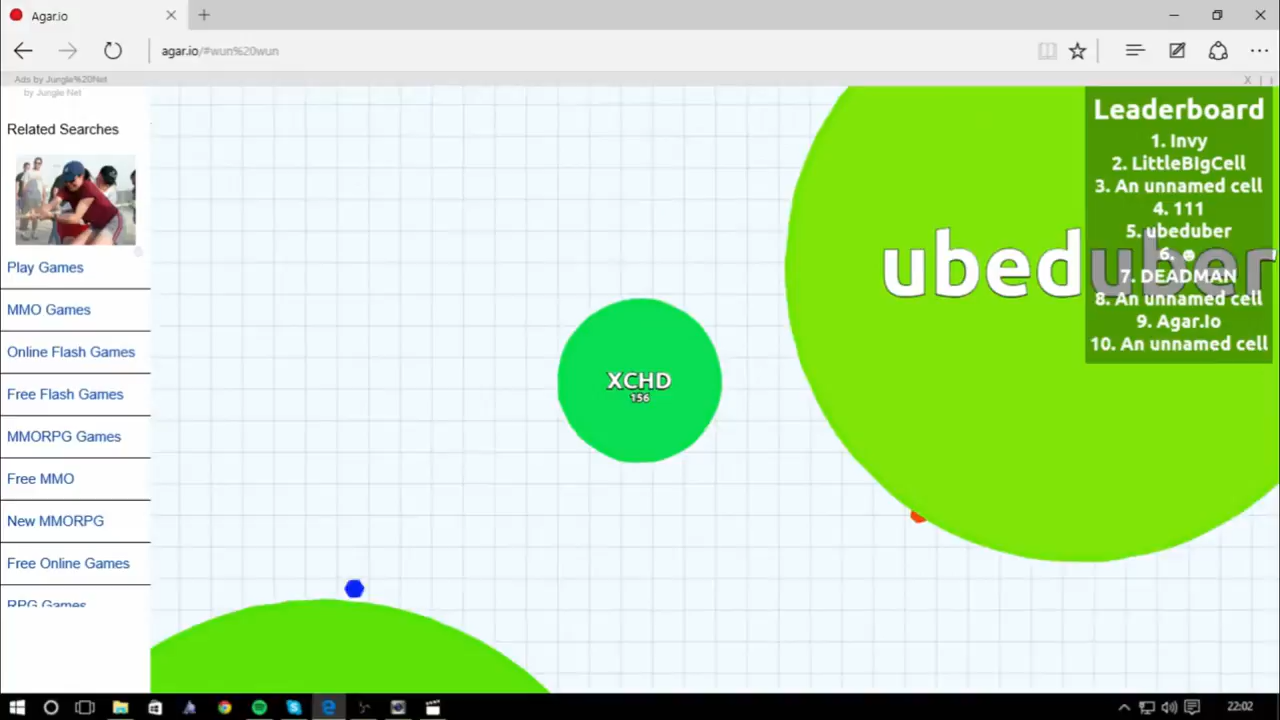 Agar.io
agar.io/#wun%20wun
Ads by Jungle%20Net
by Jungle Net
Related Searches
Play Games
MMO Games
Online Flash Games
Free Flash Games
MMORPG Games
Free MMO
New MMORPG
Free Online Games
RPG Games
XCHD
156
ubeduber
Leaderboard
1. Invy
2. LittleBIgCell
3. An unnamed cell
4. 111
5. ubeduber
6. ☻
7. DEADMAN
8. An unnamed cell
9. Agar.Io
10. An unnamed cell
X
22:02